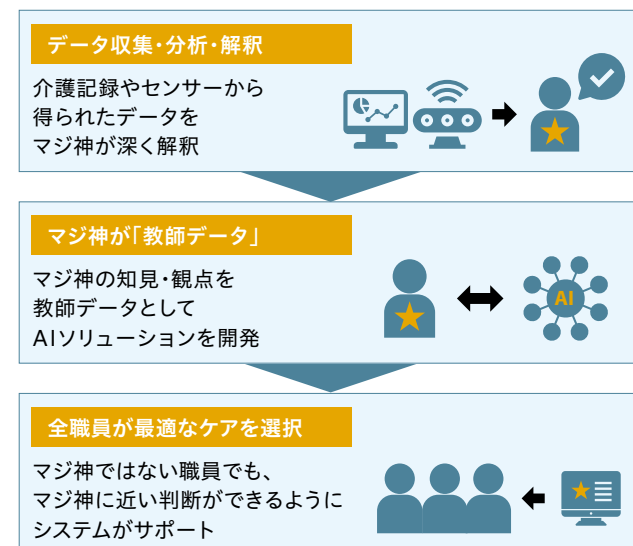 データ収集・分析・解釈
介護記録やセンサーから
得られたデータを
マジ神が深く解釈
マジ神が「教師データ」
マジ神の知見・観点を
教師データとして
AIソリューションを開発
AI
全職員が最適なケアを選択
マジ神ではない職員でも、
マジ神に近い判断ができるように
システムがサポート